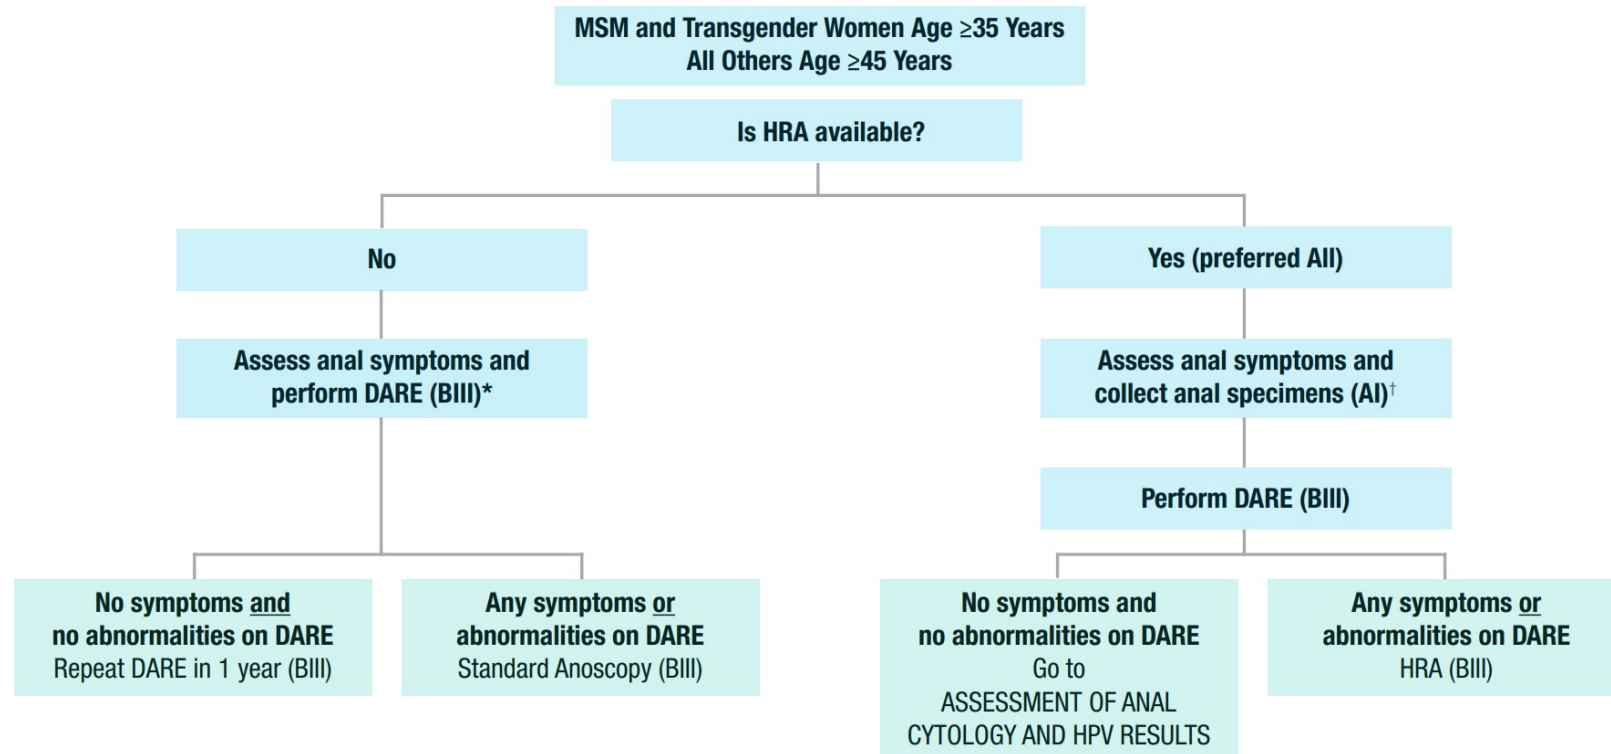 MSM and Transgender Women Age ≥35 Years
All Others Age ≥45 Years
Is HRA available?
No
Yes (preferred AII)
Assess anal symptoms and
perform DARE (BIII)*
Assess anal symptoms and
collect anal specimens (AI)†
Perform DARE (BIII)
No symptoms and
no abnormalities on DARE
Repeat DARE in 1 year (BIII)
Any symptoms or
abnormalities on DARE
Standard Anoscopy (BIII)
No symptoms and
no abnormalities on DARE
Go to
ASSESSMENT OF ANAL
CYTOLOGY AND HPV RESULTS
Any symptoms or
abnormalities on DARE
HRA (BIII)